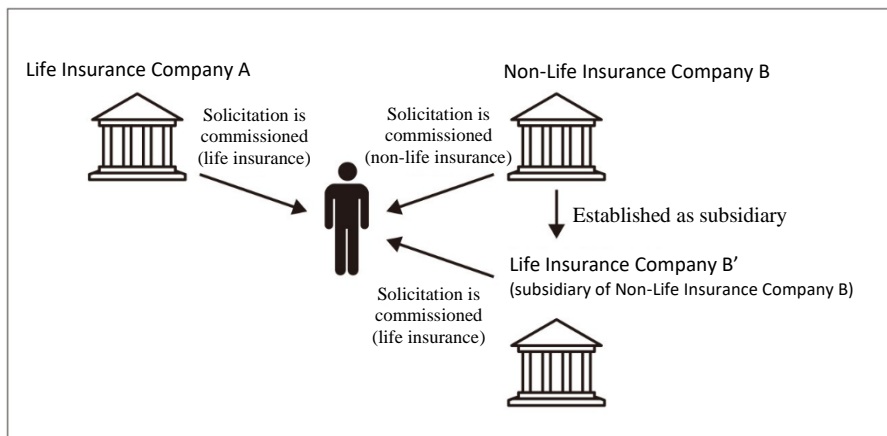 Life Insurance Company A
Non-Life Insurance Company B
Solicitation is
commissioned
(life insurance)
Solicitation is
commissioned
(non-life insurance)
Established as subsidiary
Life Insurance Company B’
(subsidiary of Non-Life Insurance Company B)
Solicitation is
commissioned
(life insurance)